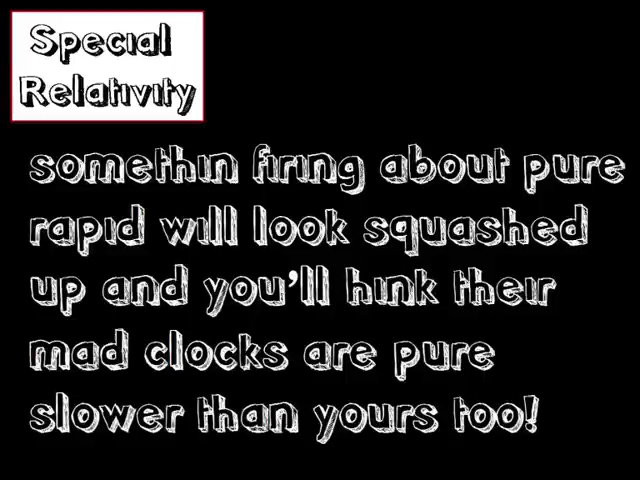 Special
Relativity
somethin firing about pure
rapid will look squashed
up and you'll hink their
mad clocks are pure
slower than yours too!